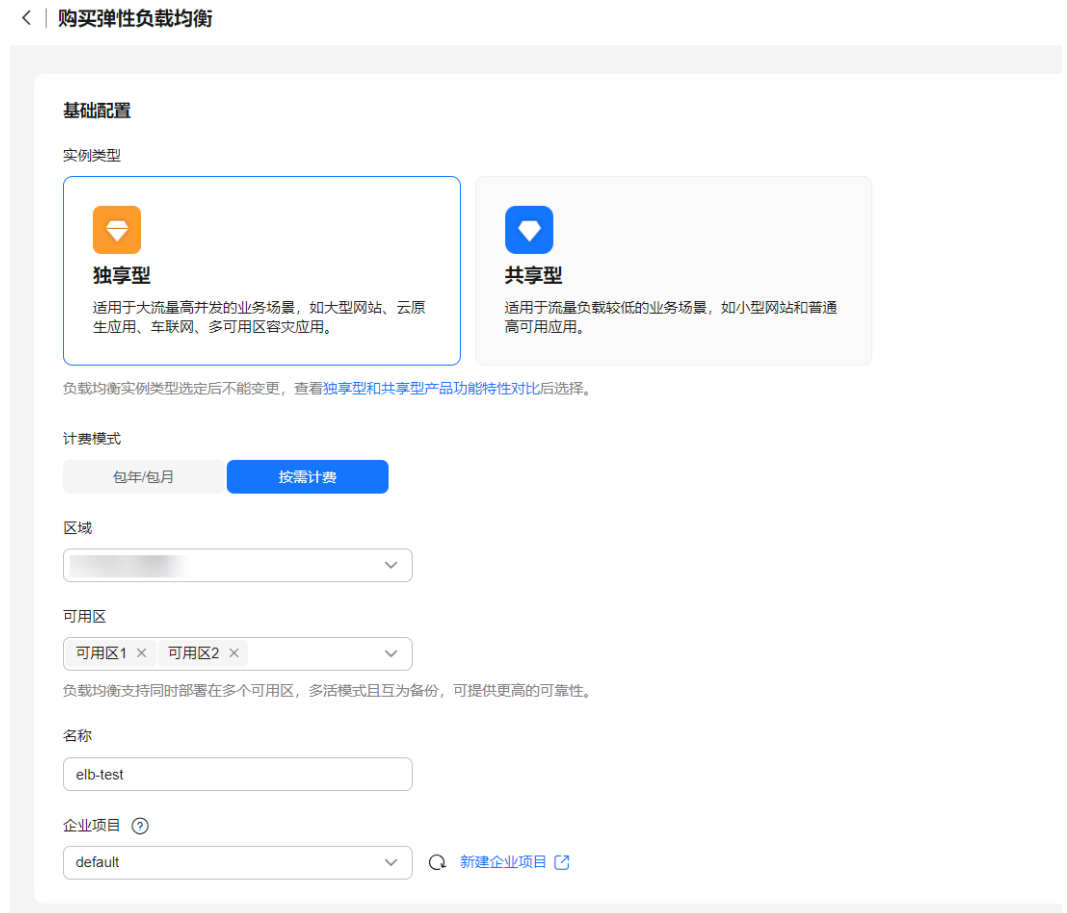 购买弹性负载均衡
基础配置
实例类型
独享型
适用于大流量高并发的业务场景，如大型网站、云原
生应用、车联网、多可用区容灾应用。
共享型
适用于流量负载较低的业务场景，如小型网站和普通
高可用应用。
负载均衡实例类型选定后不能变更，查看独享型和共享型产品功能特性对比后选择。
计费模式
包年/包月
按需计费
区域
可用区
可用区1 × 可用区2 ×
负载均衡支持同时部署在多个可用区，多活模式且互为备份，可提供更高的可靠性。
名称
elb-test
企业项目 ?
default
新建企业项目